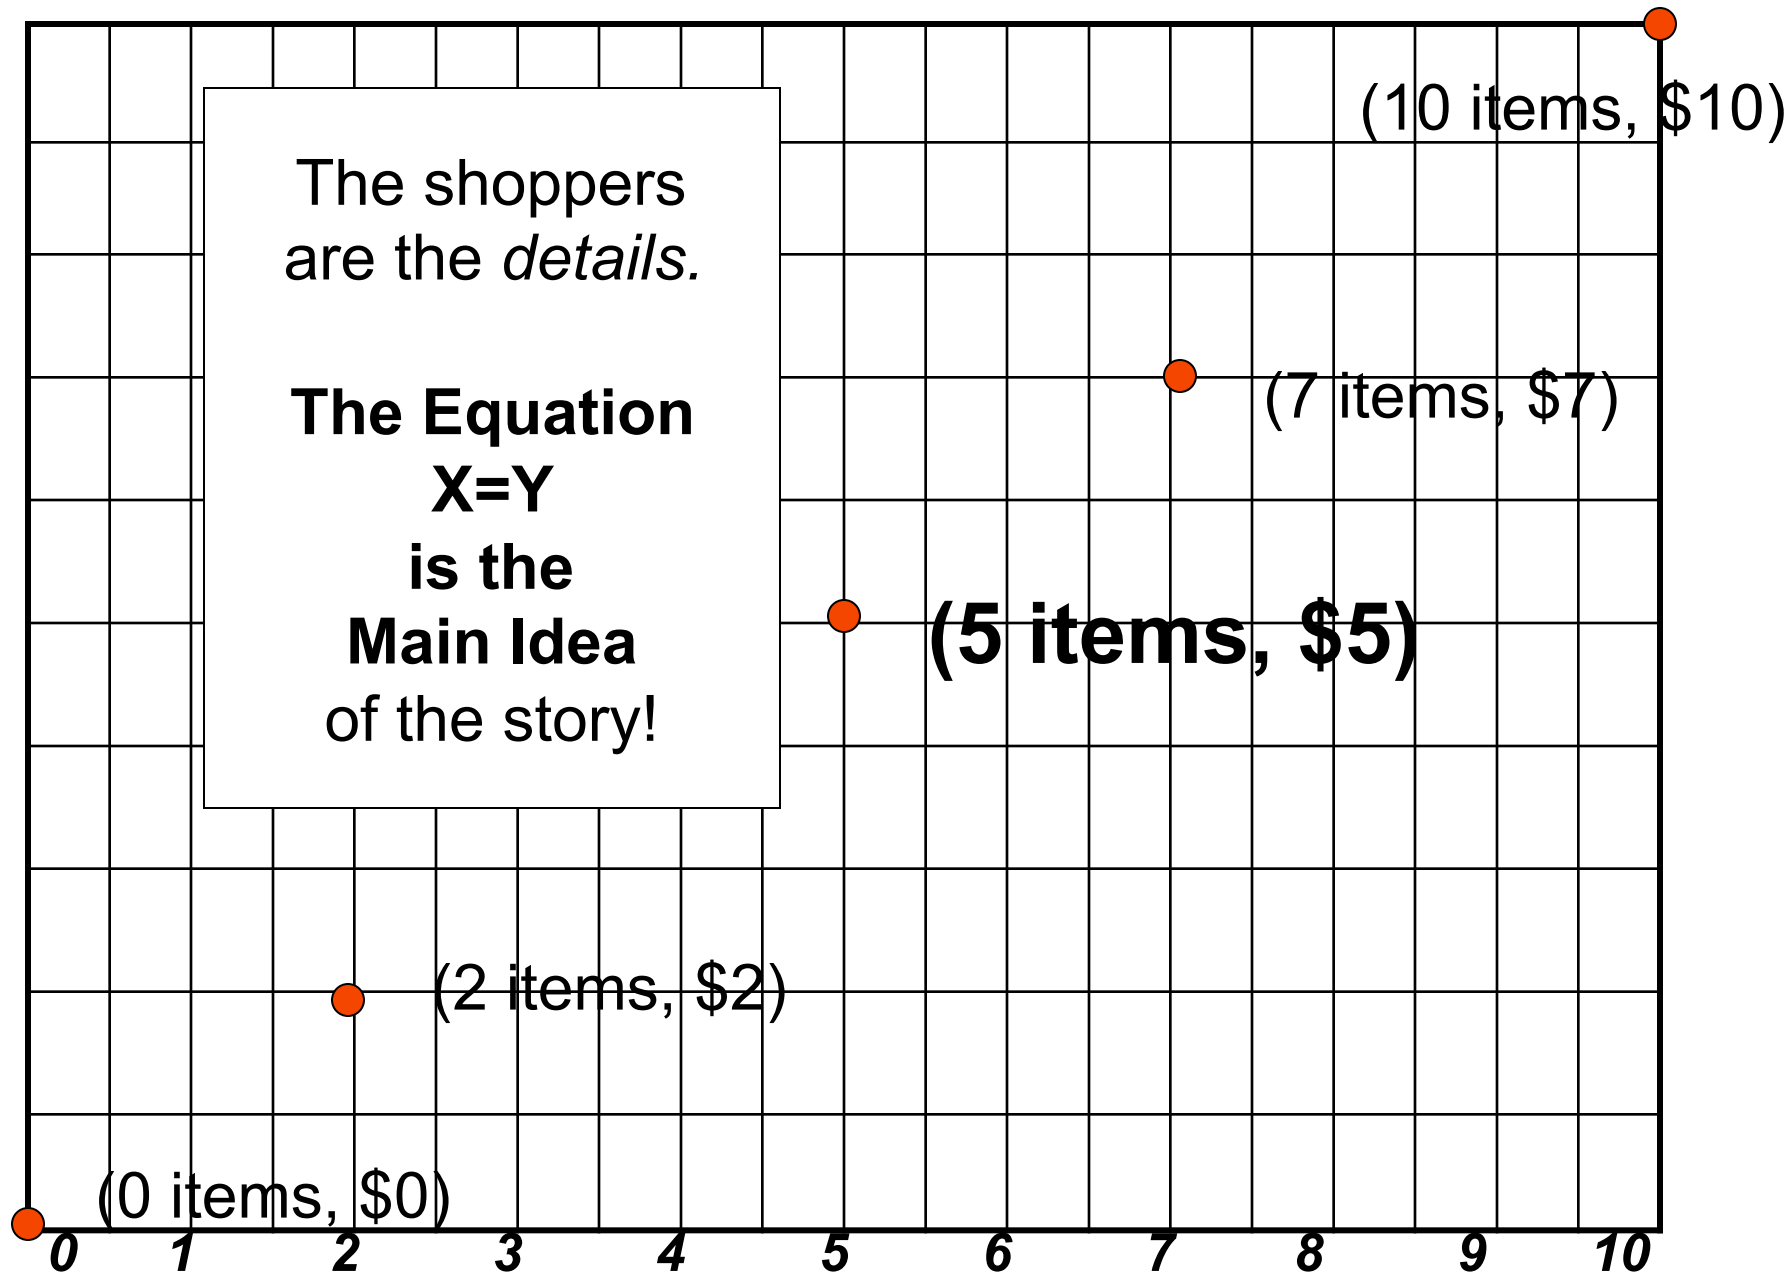 (10 items, $10)
The shoppers
are the details.
The Equation
X=Y
is the
Main Idea
of the story!
(7 items, $7)
(5 items, $5)
(2 items, $2)
(0 items, $0)
0 1 2 3 4 5 6 7 8 9 10